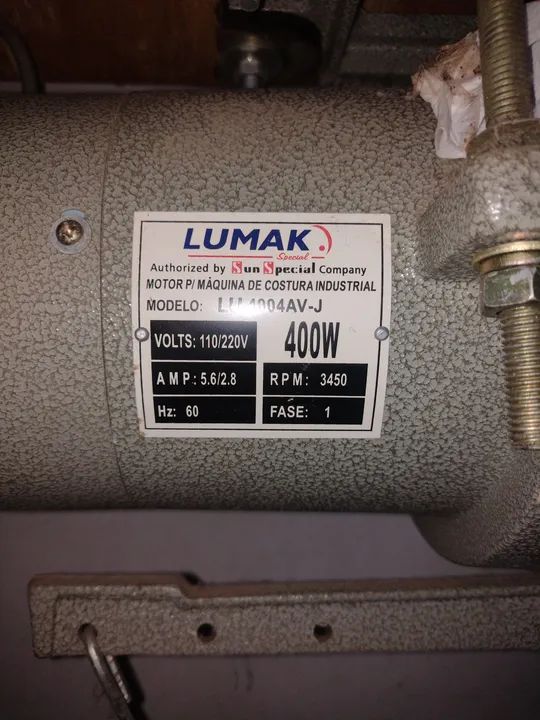 LUMAK
Special
Authorized by Sun Special Company
MOTOR P/ MÁQUINA DE COSTURA INDUSTRIAL
MODELO: 4004AV-J
VOLTS: 110/220V
400W
AMP: 5.6/2.8
RPM: 3450
Hz: 60
FASE: 1